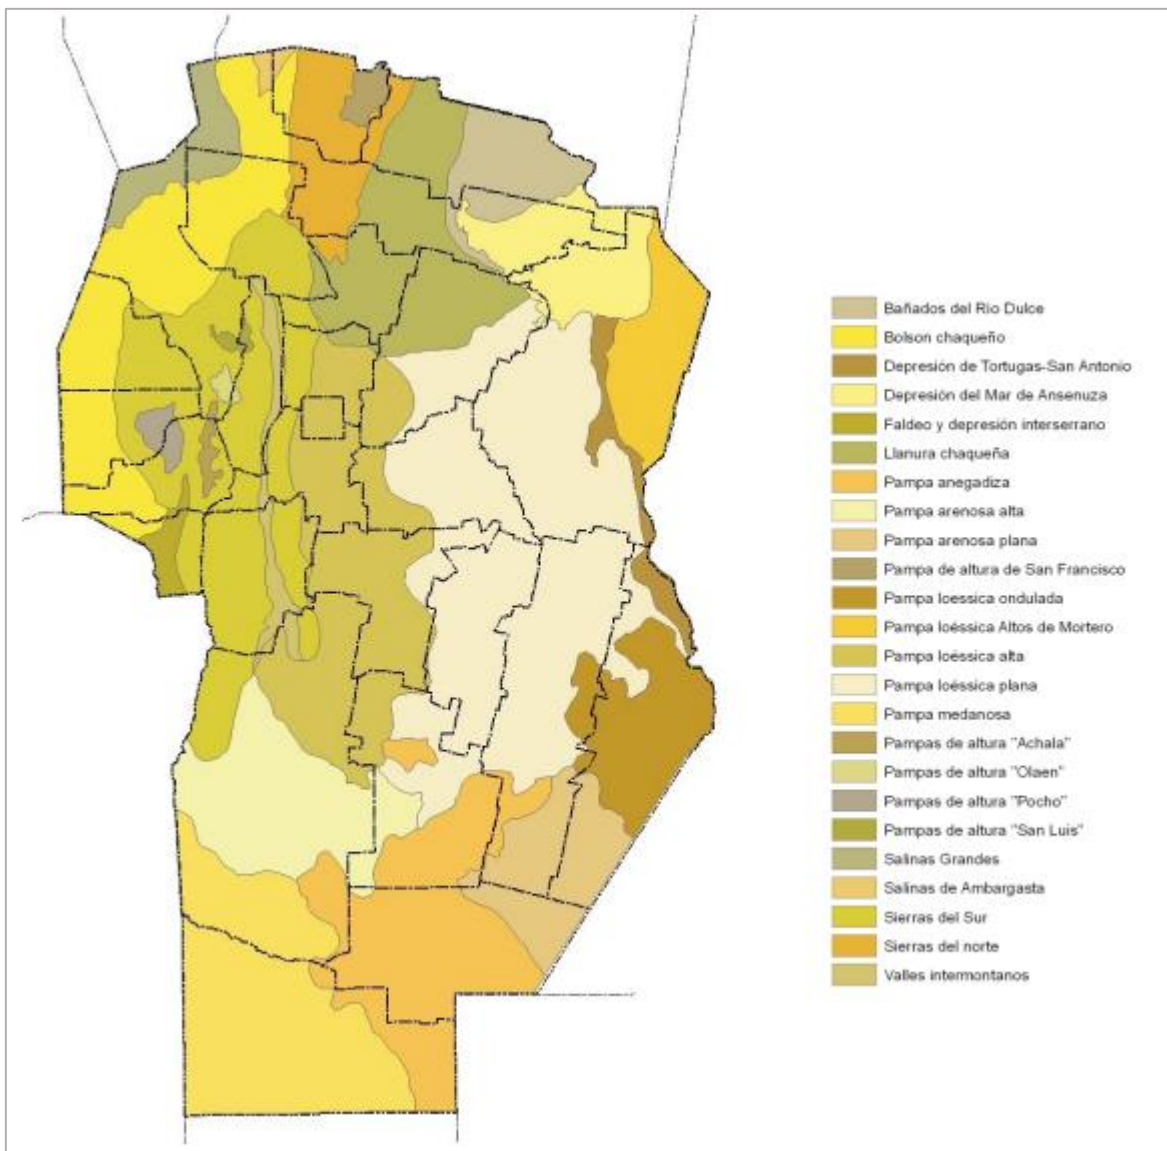 Bañados del Río Dulce
Bolson chaqueño
Depresión de Tortugas-San Antonio
Depresión del Mar de Ansenuza
Faldeo y depresión interserrano
Llanura chaqueña
Pampa anegadiza
Pampa arenosa alta
Pampa arenosa plana
Pampa de altura de San Francisco
Pampa loessica ondulada
Pampa loéssica Altos de Mortero
Pampa loéssica alta
Pampa loéssica plana
Pampa medanosa
Pampas de altura "Achala"
Pampas de altura "Olaen"
Pampas de altura "Pocho"
Pampas de altura "San Luis"
Salinas Grandes
Salinas de Ambargasta
Sierras del Sur
Sierras del norte
Valles intermontanos